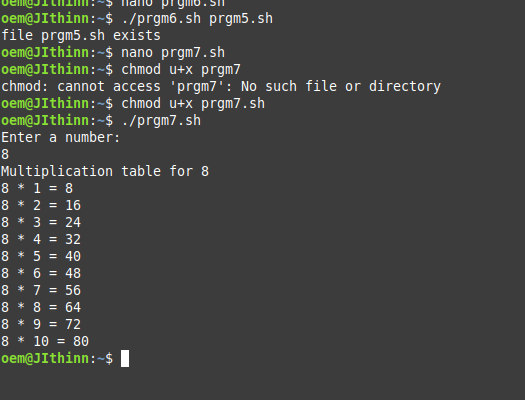 oem@JIthinn:~$ nano prgm6.sh
oem@JIthinn:~$ ./prgm6.sh prgm5.sh
file prgm5.sh exists
oem@JIthinn:~$ nano prgm7.sh
oem@JIthinn:~$ chmod u+x prgm7
chmod: cannot access 'prgm7': No such file or directory
oem@JIthinn:~$ chmod u+x prgm7.sh
oem@JIthinn:~$ ./prgm7.sh
Enter a number:
8
Multiplication table for 8
8 * 1 = 8
8 * 2 = 16
8 * 3 = 24
8 * 4 = 32
8 * 5 = 40
8 * 6 = 48
8 * 7 = 56
8 * 8 = 64
8 * 9 = 72
8 * 10 = 80
oem@JIthinn:~$